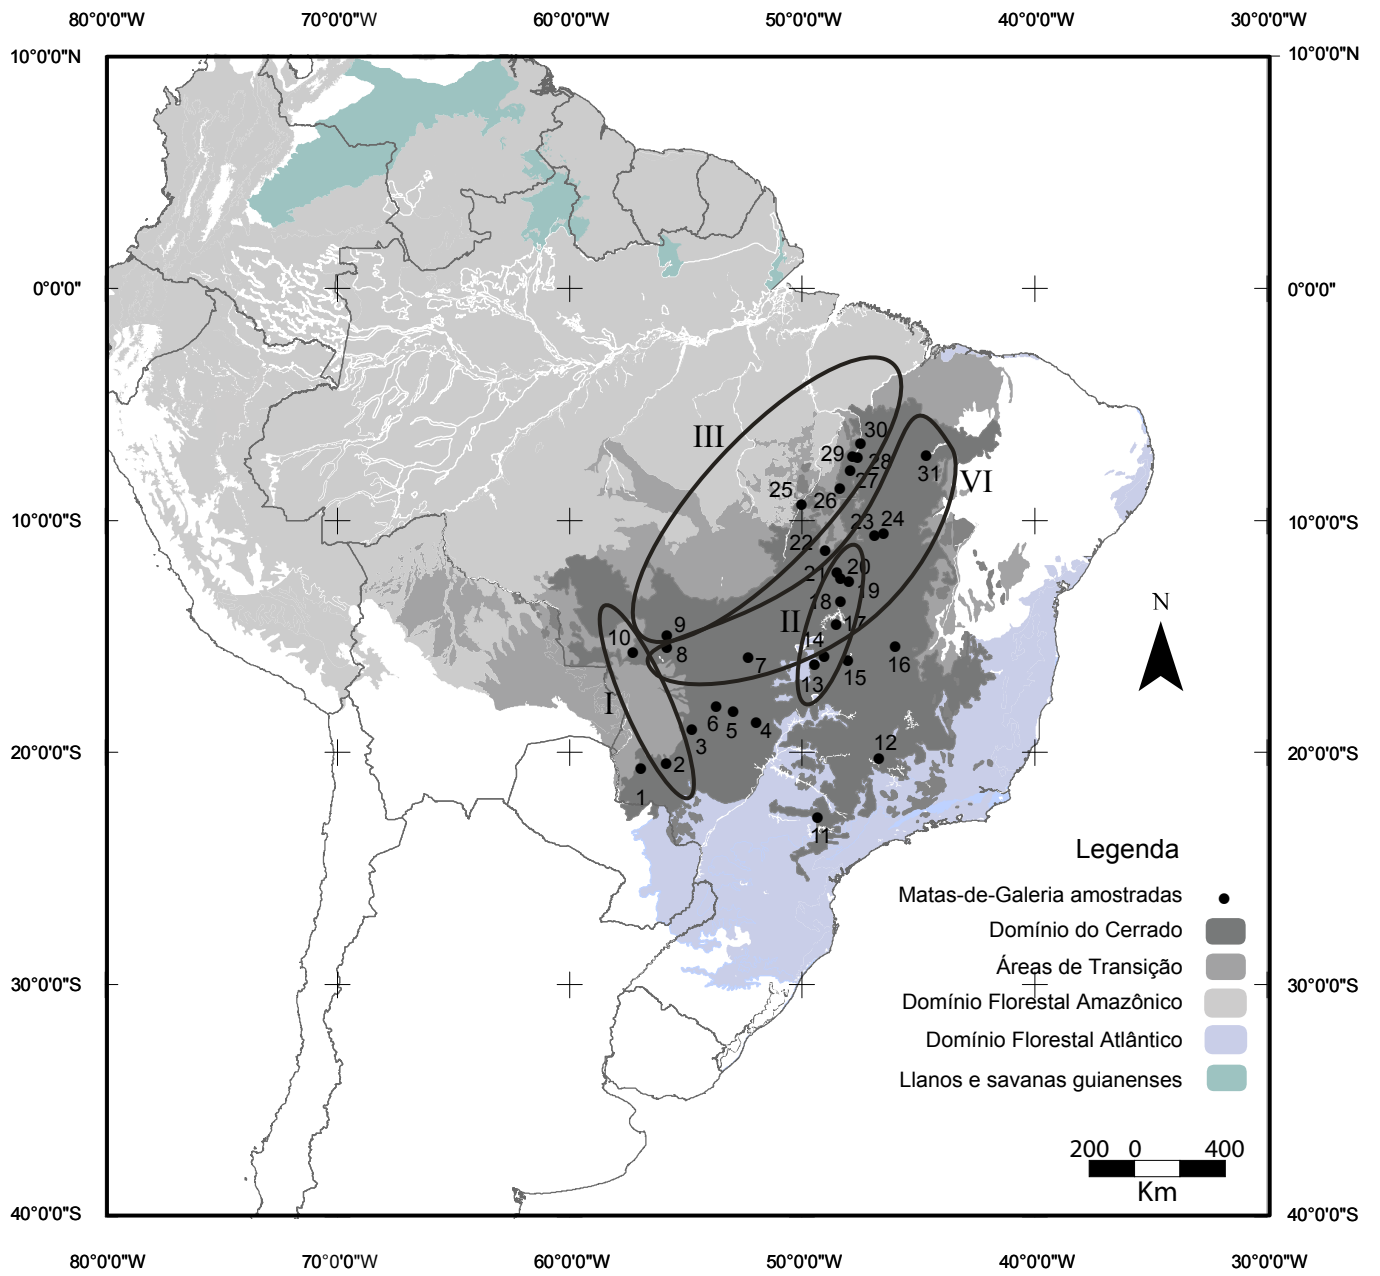 80°0'0"W 70°0'0"W 60°0'0"W 50°0'0"W 40°0'0"W 30°0'0"W
10°0'0"N 10°0'0"N
0°0'0" 0°0'0"
30
III
29 28
31
27 VI
25
26
10°0'0"S 23 24 10°0'0"S
22
21 20
19
18
II 17
9
10 14
8
7 16
15
13
I
6 5 4
3
12
20°0'0"S 20°0'0"S
2
1
11
N
Legenda
Matas-de-Galeria amostradas
Domínio do Cerrado
Áreas de Transição
30°0'0"S 30°0'0"S
Domínio Florestal Amazônico
Domínio Florestal Atlântico
Llanos e savanas guianenses
200 0 400
Km
40°0'0"S 40°0'0"S
80°0'0"W 70°0'0"W 60°0'0"W 50°0'0"W 40°0'0"W 30°0'0"W